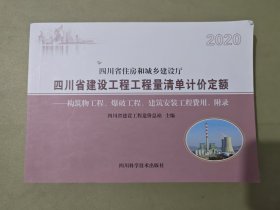 2020
四川省住房和城乡建设厅
四川省建设工程工程量清单计价定额
——构筑物工程、爆破工程、建筑安装工程费用、附录
四川省建设工程造价总站 主编
四川科学技术出版社